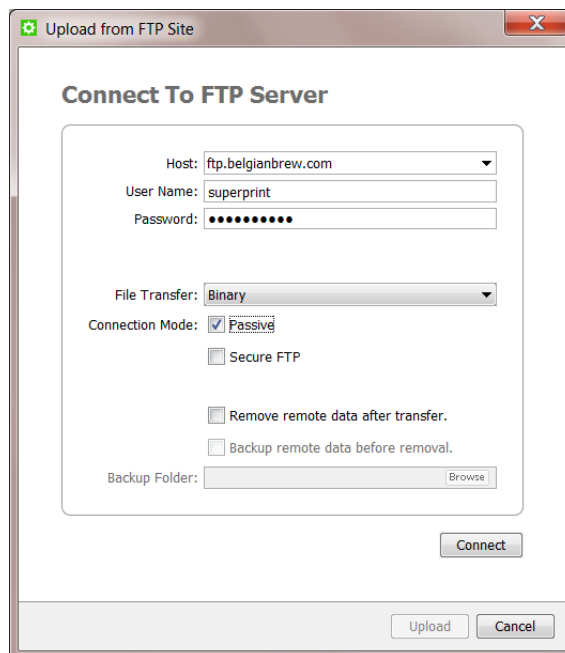 Upload from FTP Site
Connect To FTP Server
Host: ftp.belgianbrew.com
User Name: superprint
Password: ●●●●●●●●●●
File Transfer: Binary
Connection Mode: Passive
Secure FTP
Remove remote data after transfer.
Backup remote data before removal.
Backup Folder: Browse
Connect
Upload Cancel